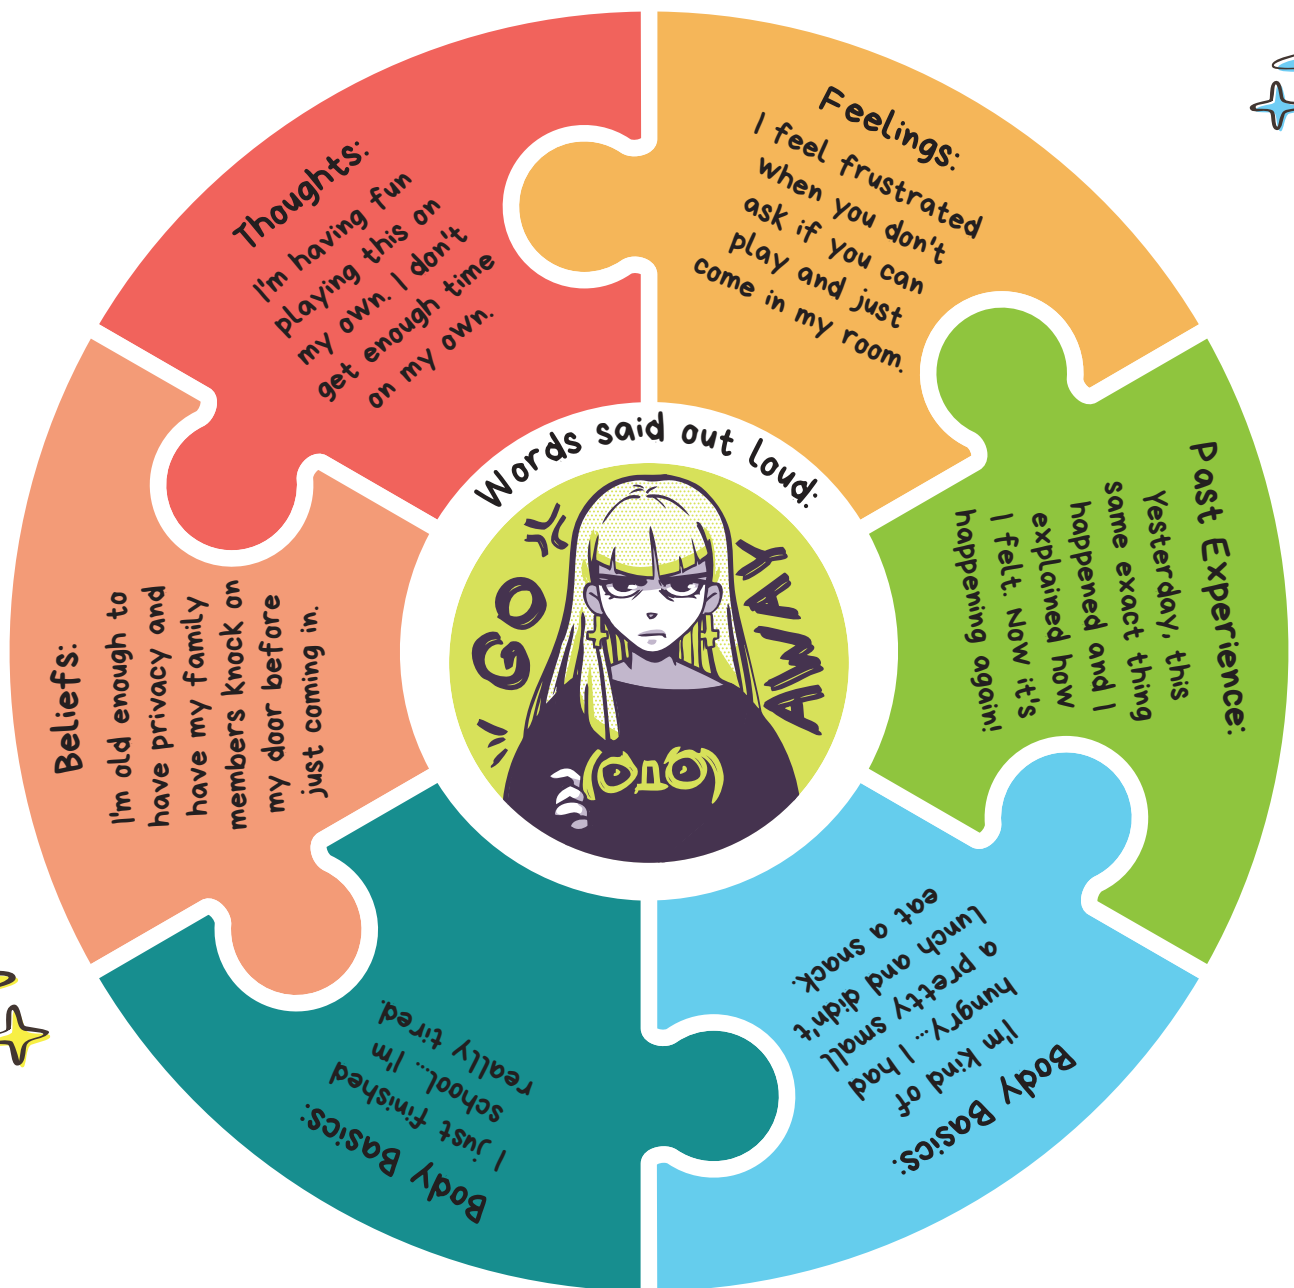 Thoughts:
I'm having fun
playing this on
my own. I don't
get enough time
on my own.
Feelings:
I feel frustrated
when you don't
ask if you can
play and just
come in my room.
Past Experience:
Yesterday, this
same exact thing
happened and I
explained how
I felt. Now it's
happening again!
Body Basics:
I'm kind of
hungry... I had
a pretty small
lunch and didn't
eat a snack.
Body Basics:
I just finished
school... I'm
really tired.
Beliefs:
I'm old enough to
have privacy and
have my family
members knock on
my door before
just coming in.
Words said out loud:
GO
AWAY